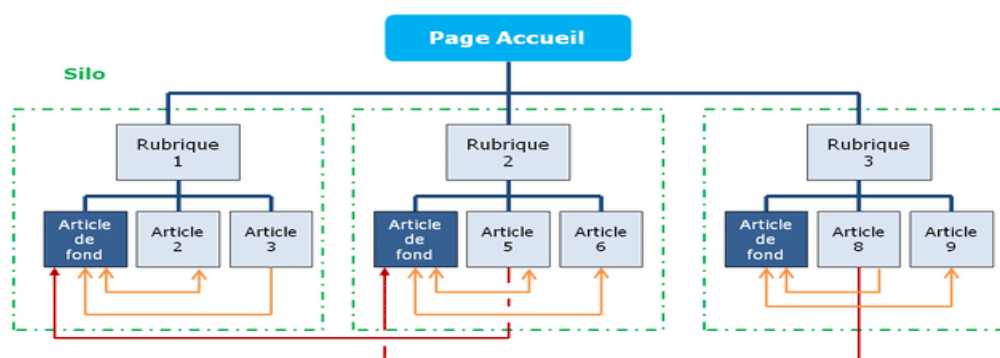 Page Accueil
Silo
Rubrique
1
Rubrique
2
Rubrique
3
Article
de
fond
Article
2
Article
3
Article
de
fond
Article
5
Article
6
Article
de
fond
Article
8
Article
9